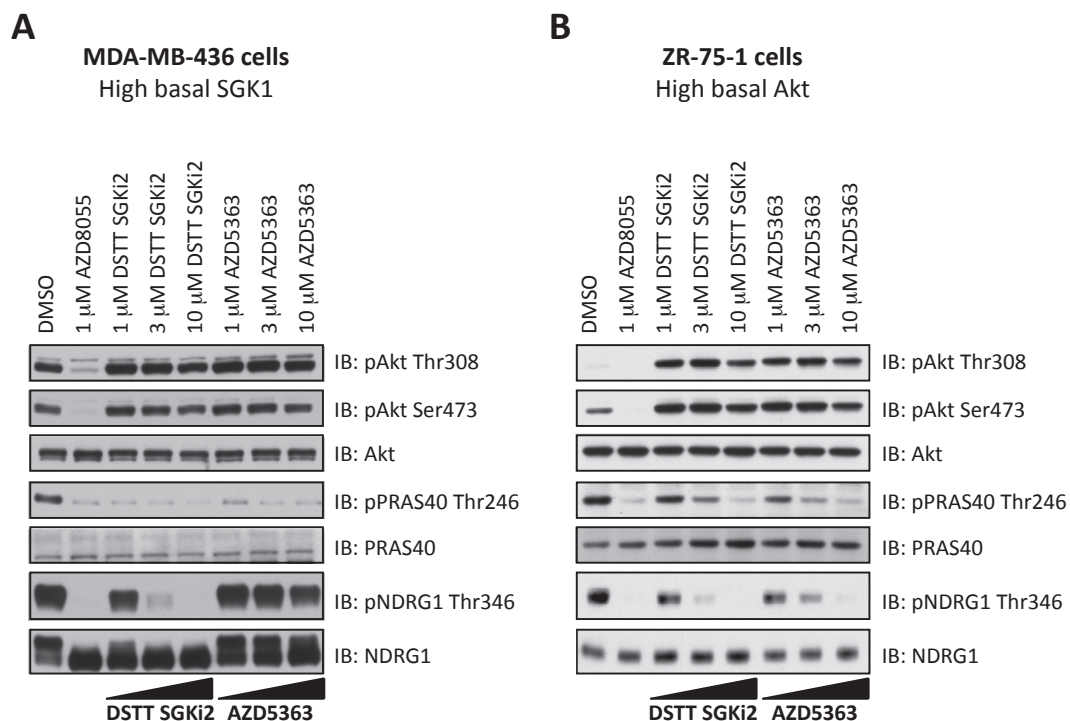 A
MDA-MB-436 cells
High basal SGK1
DMSO
1 μM AZD8055
1 μM DSTT SGKi2
3 μM DSTT SGKi2
10 μM DSTT SGKi2
1 μM AZD5363
3 μM AZD5363
10 μM AZD5363
IB: pAkt Thr308
IB: pAkt Ser473
IB: Akt
IB: pPRAS40 Thr246
IB: PRAS40
IB: pNDRG1 Thr346
IB: NDRG1
DSTT SGKi2 AZD5363
B
ZR-75-1 cells
High basal Akt
DMSO
1 μM AZD8055
1 μM DSTT SGKi2
3 μM DSTT SGKi2
10 μM DSTT SGKi2
1 μM AZD5363
3 μM AZD5363
10 μM AZD5363
IB: pAkt Thr308
IB: pAkt Ser473
IB: Akt
IB: pPRAS40 Thr246
IB: PRAS40
IB: pNDRG1 Thr346
IB: NDRG1
DSTT SGKi2 AZD5363